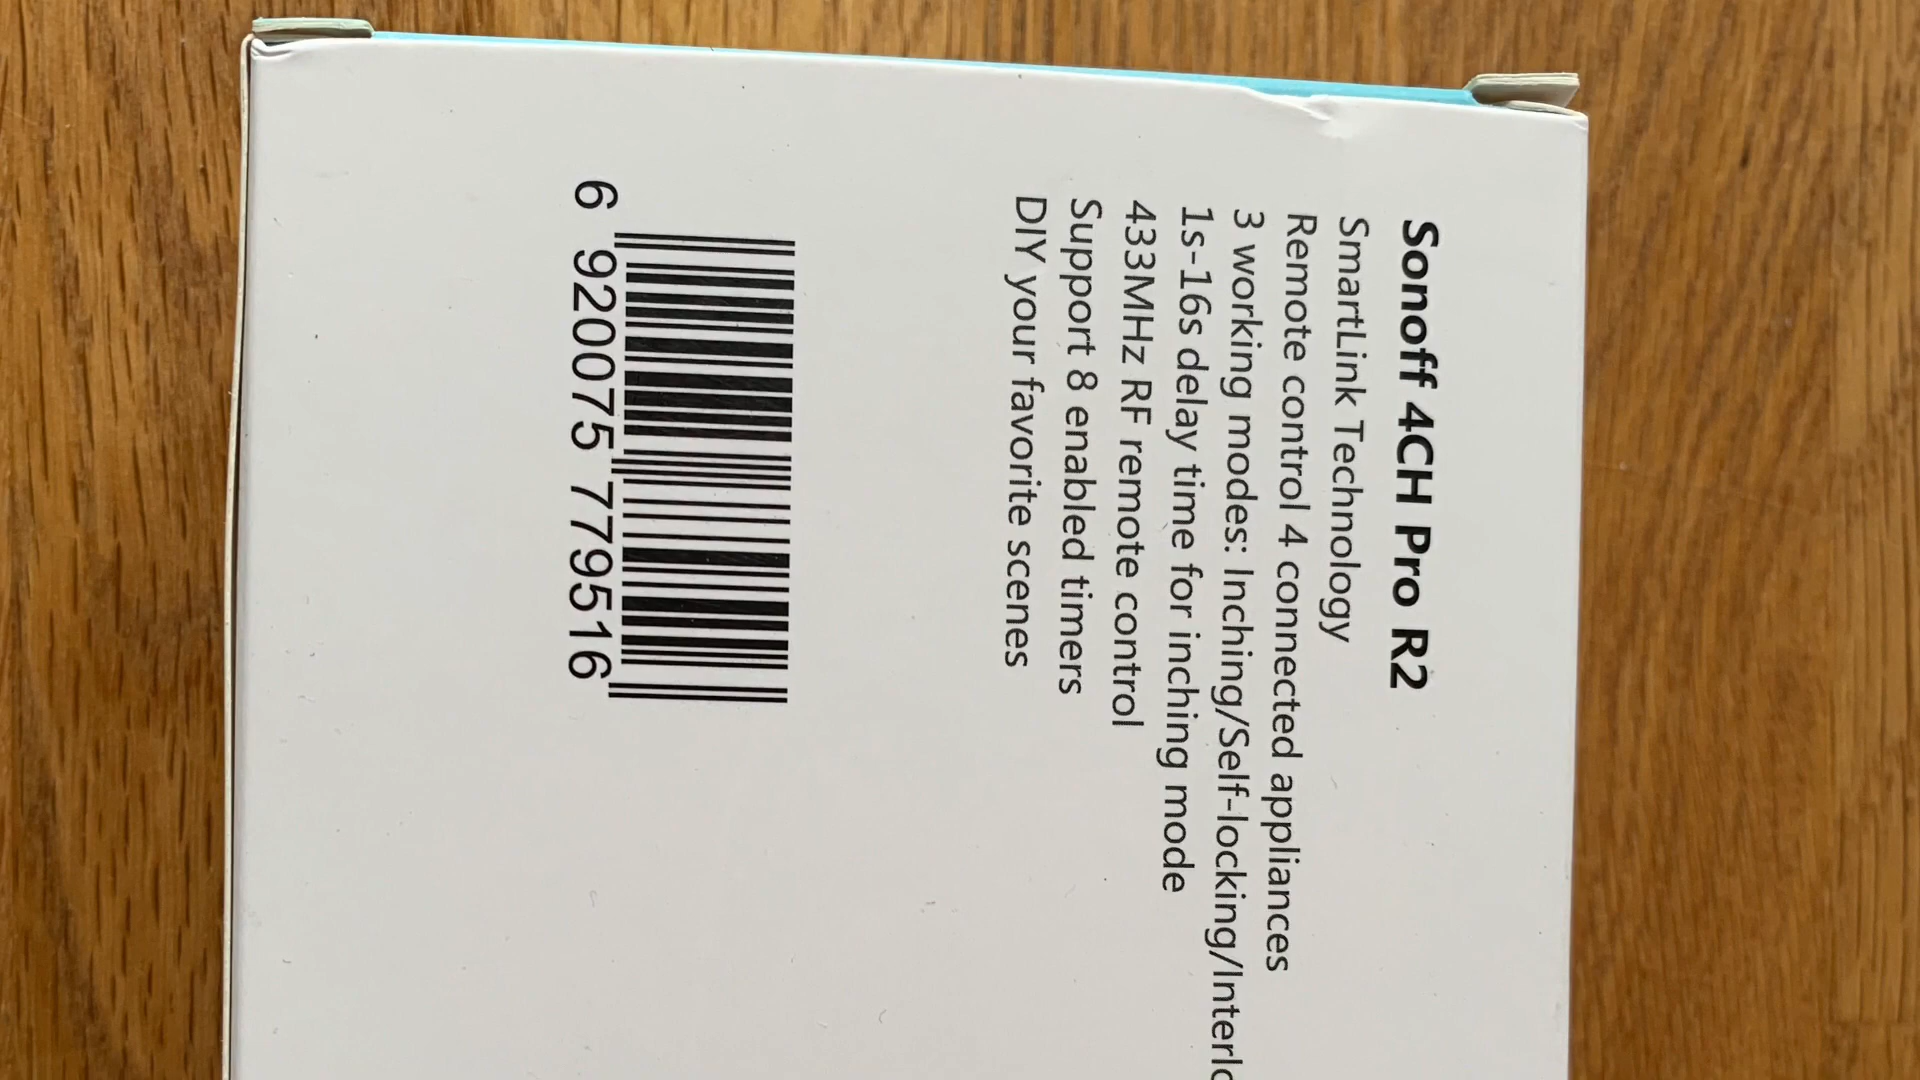 Sonoff 4CH Pro R2
SmartLink Technology
Remote control 4 connected appliances
3 working modes: Inching/Self-locking/Interlo
1s-16s delay time for inching mode
433MHz RF remote control
Support 8 enabled timers
DIY your favorite scenes
6 920075 779516